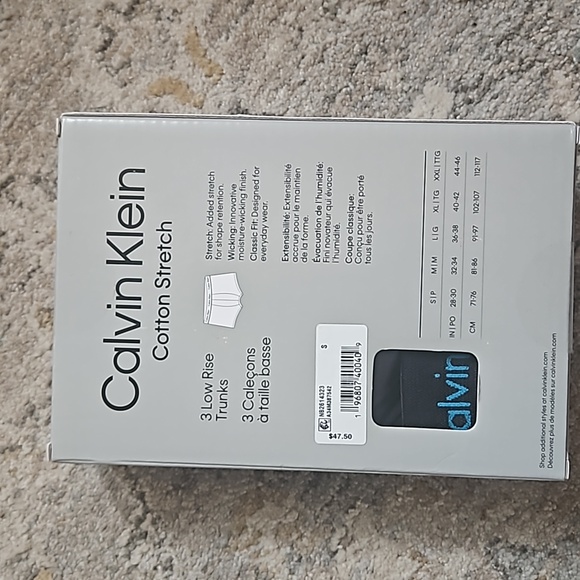 Calvin Klein
Cotton Stretch
3 Low Rise
Trunks
3 Caleçons
à taille basse
Stretch: Added stretch
for shape retention.
Wicking: Innovative
moisture-wicking finish.
Classic Fit: Designed for
everyday wear.
Extensibilité: Extensibilité
accrue pour le maintien
de la forme.
Évacuation de l'humidité:
Fini novateur qui évacue
l'humidité.
Coupe classique:
Conçu pour être porté
tous les jours.
NB2614323 S
1 96807 40040 9
$47.50
S | P M | M L | G XL | TG XXL | TTG
IN | PO 28-30 32-34 36-38 40-42 44-46
CM 71-76 81-86 91-97 102-107 112-117
alvin
Shop additional styles at calvinklein.com
Découvrez plus de modèles sur calvinklein.com